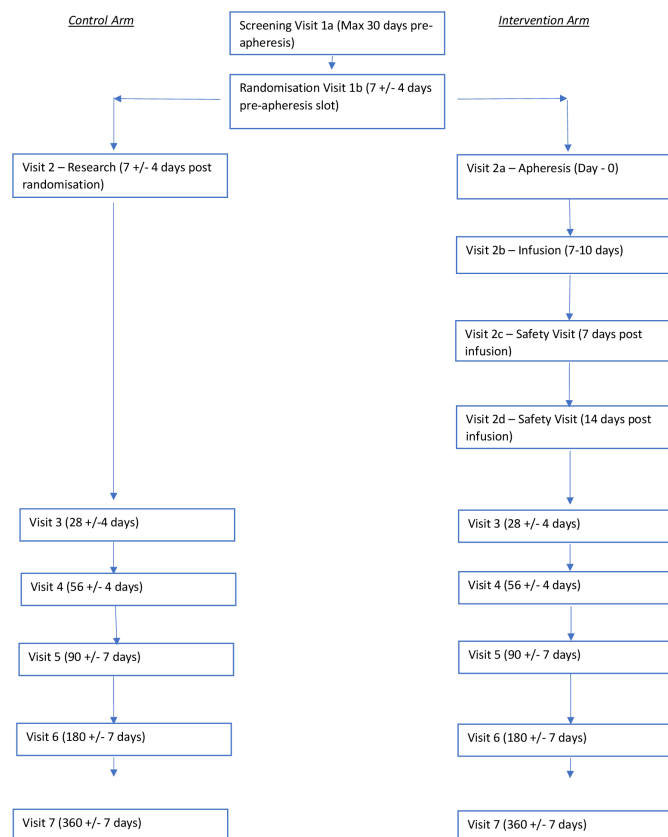 Control Arm
Screening Visit 1a (Max 30 days pre-
apheresis)
Intervention Arm
Randomisation Visit 1b (7 +/- 4 days
pre-apheresis slot)
Visit 2 – Research (7 +/- 4 days post
randomisation)
Visit 2a – Apheresis (Day - 0)
Visit 2b – Infusion (7-10 days)
Visit 2c – Safety Visit (7 days post
infusion)
Visit 2d – Safety Visit (14 days post
infusion)
Visit 3 (28 +/-4 days)
Visit 3 (28 +/- 4 days)
Visit 4 (56 +/- 4 days)
Visit 4 (56 +/- 4 days)
Visit 5 (90 +/- 7 days)
Visit 5 (90 +/- 7 days)
Visit 6 (180 +/- 7 days)
Visit 6 (180 +/- 7 days)
Visit 7 (360 +/- 7 days)
Visit 7 (360 +/- 7 days)